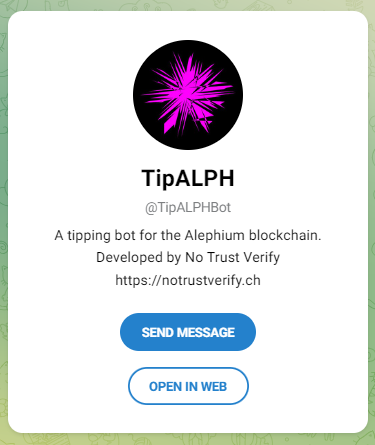 TipALPH
@TipALPHBot
A tipping bot for the Alephium blockchain.
Developed by No Trust Verify
https://notrustverify.ch
SEND MESSAGE
OPEN IN WEB